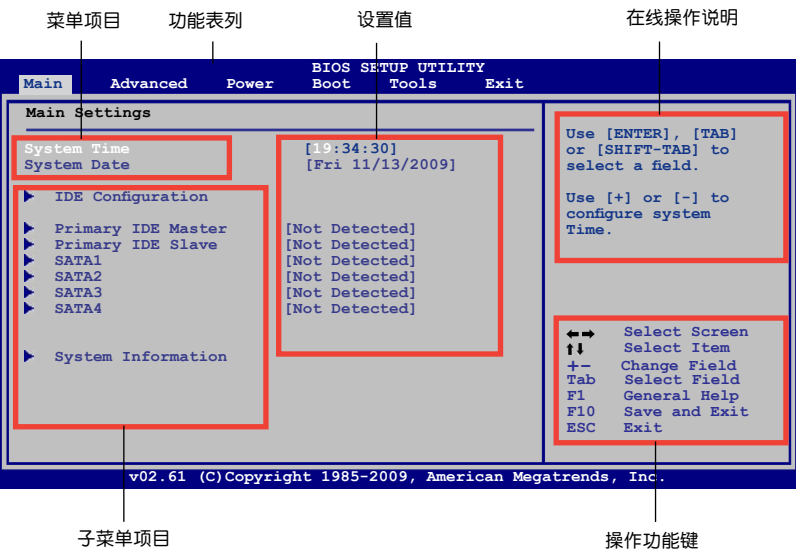 菜单项目 功能表列 设置值 在线操作说明
BIOS SETUP UTILITY
Main Advanced Power Boot Tools Exit
Main Settings
System Time [19:34:30]
System Date [Fri 11/13/2009]
IDE Configuration
Primary IDE Master [Not Detected]
Primary IDE Slave [Not Detected]
SATA1 [Not Detected]
SATA2 [Not Detected]
SATA3 [Not Detected]
SATA4 [Not Detected]
System Information
Use [ENTER], [TAB]
or [SHIFT-TAB] to
select a field.
Use [+] or [-] to
configure system
Time.
←→ Select Screen
↑↓ Select Item
+- Change Field
Tab Select Field
F1 General Help
F10 Save and Exit
ESC Exit
v02.61 (C)Copyright 1985-2009, American Megatrends, Inc.
子菜单项目 操作功能键